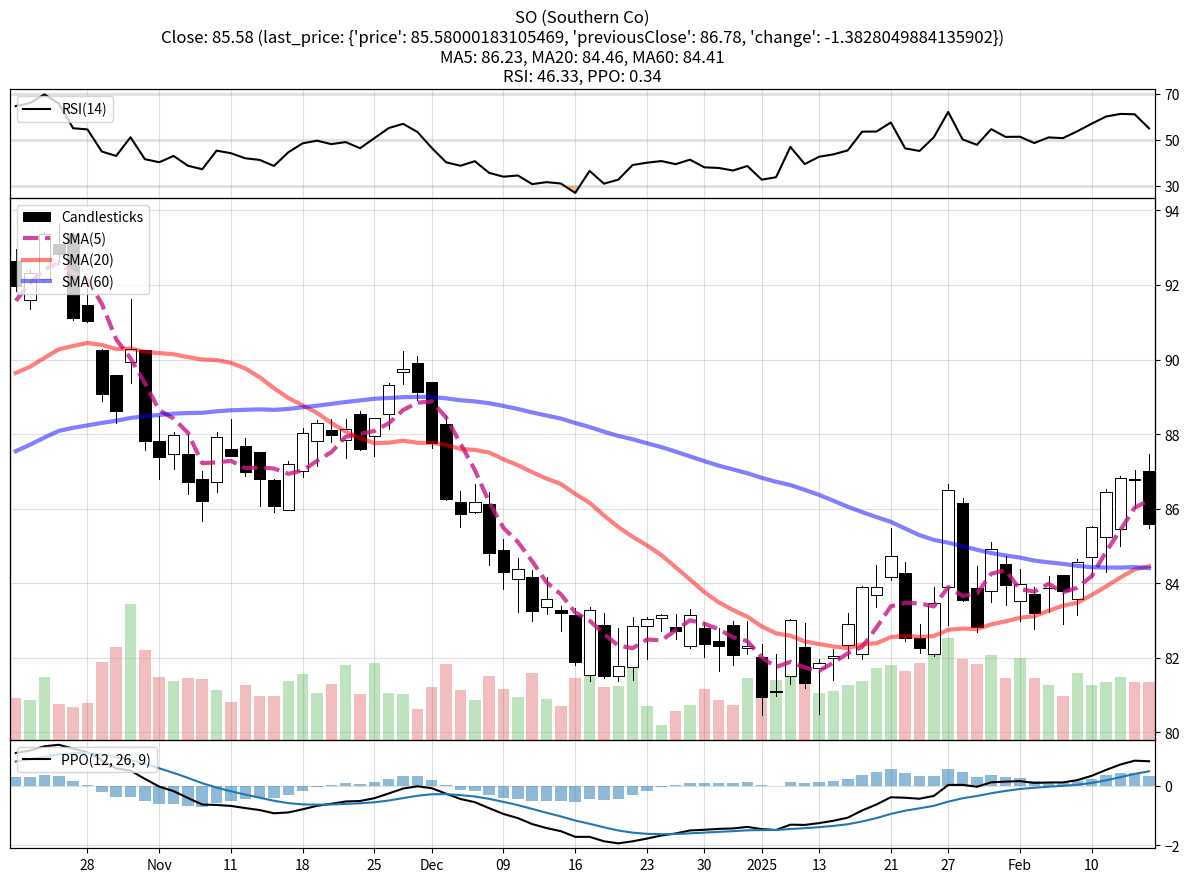 SO (Southern Co)
Close: 85.58 (last_price: {'price': 85.58000183105469, 'previousClose': 86.78, 'change': -1.3828049884135902})
MA5: 86.23, MA20: 84.46, MA60: 84.41
RSI: 46.33, PPO: 0.34
RSI(14)
70
50
30
Candlesticks
SMA(5)
SMA(20)
SMA(60)
94
92
90
88
86
84
82
80
PPO(12, 26, 9)
0
−2
28 Nov 11 18 25 Dec 09 16 23 30 2025 13 21 27 Feb 10